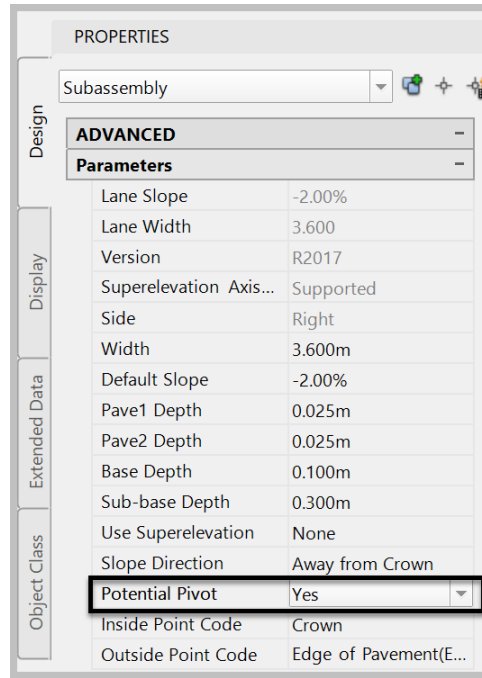 PROPERTIES
Subassembly
ADVANCED
Parameters
Lane Slope -2.00%
Lane Width 3.600
Version R2017
Superelevation Axis... Supported
Side Right
Width 3.600m
Default Slope -2.00%
Pave1 Depth 0.025m
Pave2 Depth 0.025m
Base Depth 0.100m
Sub-base Depth 0.300m
Use Superelevation None
Slope Direction Away from Crown
Potential Pivot Yes
Inside Point Code Crown
Outside Point Code Edge of Pavement(E...
Design
Display
Extended Data
Object Class